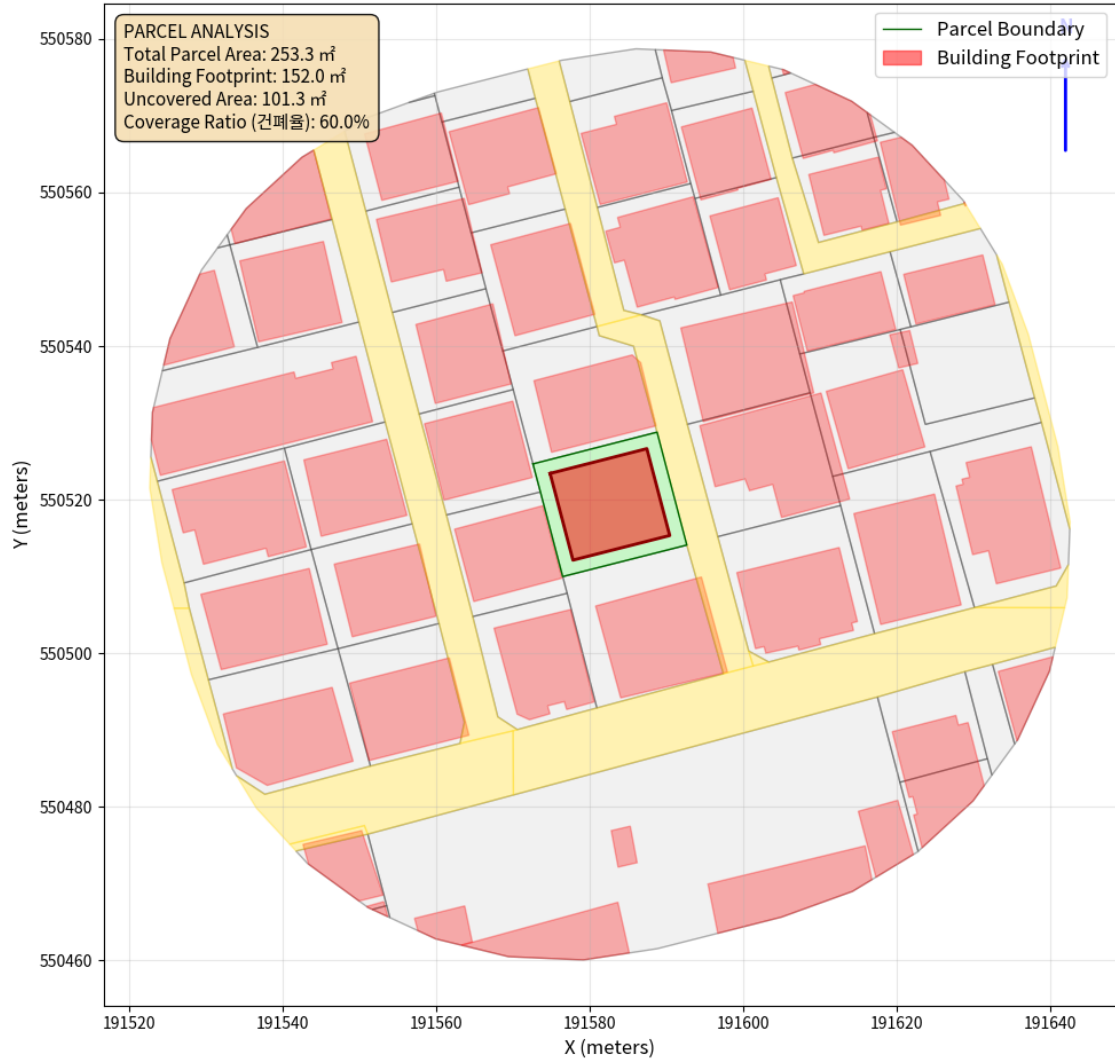 PARCEL ANALYSIS
Total Parcel Area: 253.3 ㎡
Building Footprint: 152.0 ㎡
Uncovered Area: 101.3 ㎡
Coverage Ratio (건폐율): 60.0%
Parcel Boundary
Building Footprint
N
550580
550560
550540
550520
550500
550480
550460
Y (meters)
191520
191540
191560
191580
191600
191620
191640
X (meters)